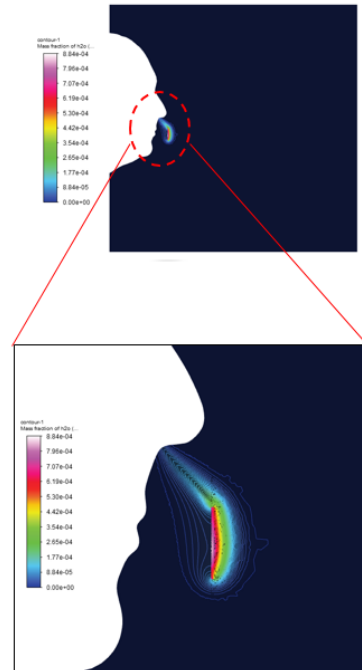 contour-1
Mass fraction of h2o (...
8.84e-04
7.96e-04
7.07e-04
6.19e-04
5.30e-04
4.42e-04
3.54e-04
2.65e-04
1.77e-04
8.84e-05
0.00e+00
contour-1
Mass fraction of h2o (...
8.84e-04
7.96e-04
7.07e-04
6.19e-04
5.30e-04
4.42e-04
3.54e-04
2.65e-04
1.77e-04
8.84e-05
0.00e+00